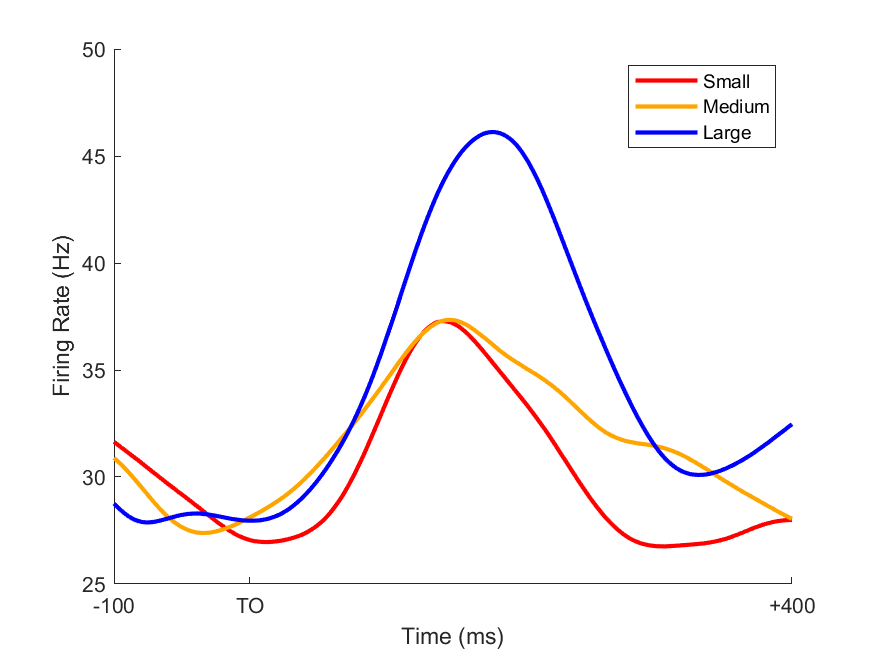 50
45
40
35
30
25
Firing Rate (Hz)
Small
Medium
Large
-100
TO
+400
Time (ms)